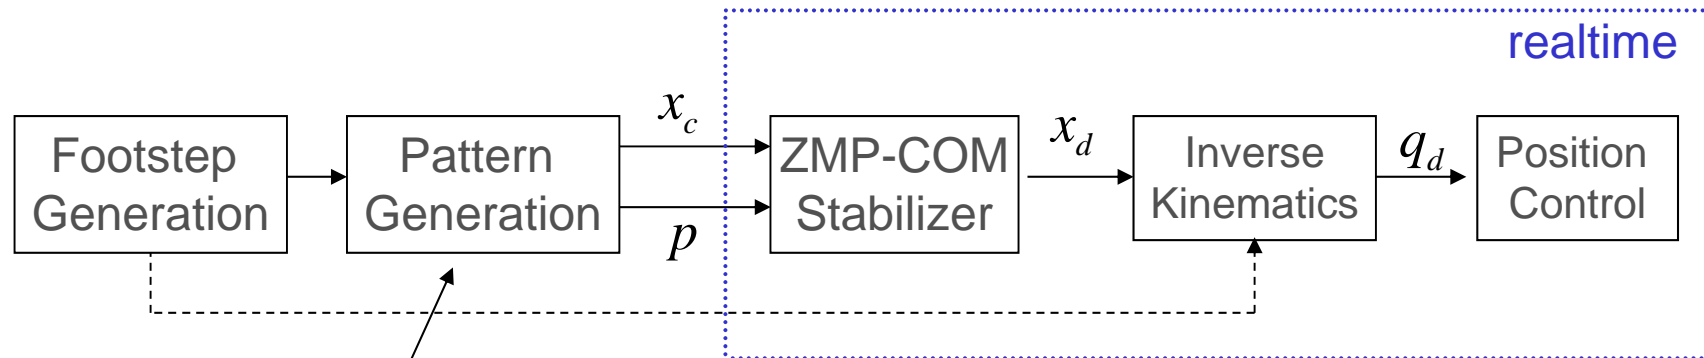 realtime
Footstep
Generation
Pattern
Generation
x_c
p
ZMP-COM
Stabilizer
x_d
Inverse
Kinematics
q_d
Position
Control